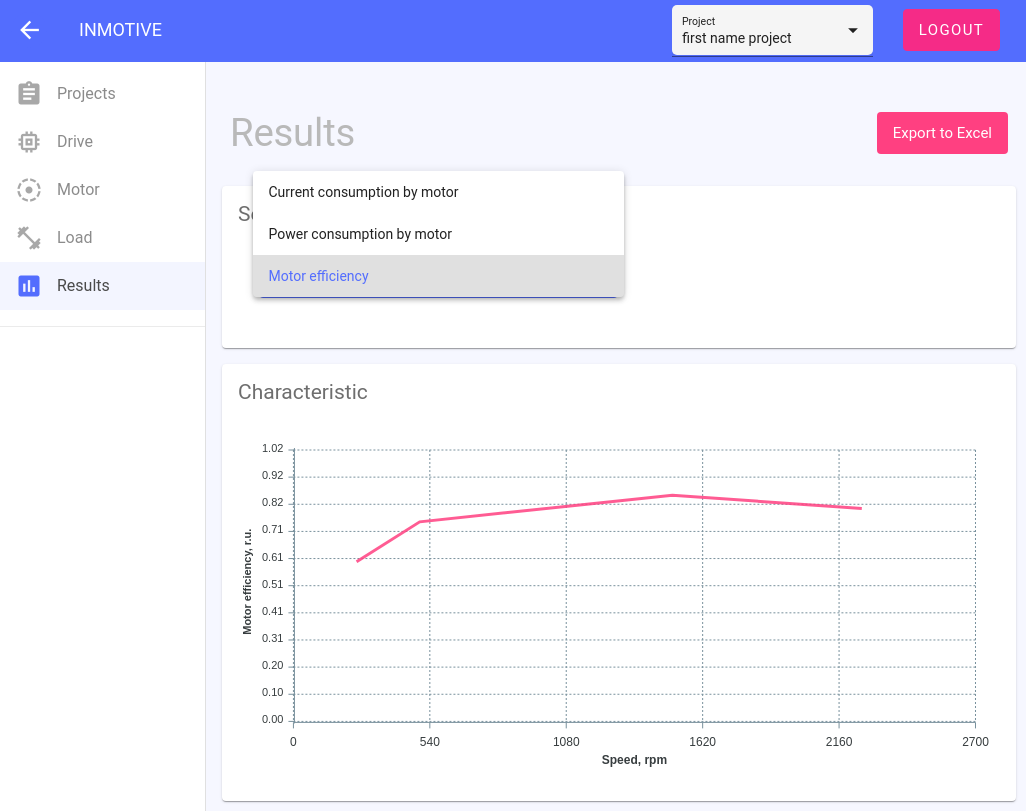 INMOTIVE
Project
first name project
LOGOUT
Projects
Drive
Motor
Load
Results
Results
Export to Excel
Current consumption by motor
Power consumption by motor
Motor efficiency
Characteristic
1.02
0.92
0.82
0.71
0.61
0.51
0.41
0.31
0.20
0.10
0.00
Motor efficiency, r.u.
0 540 1080 1620 2160 2700
Speed, rpm